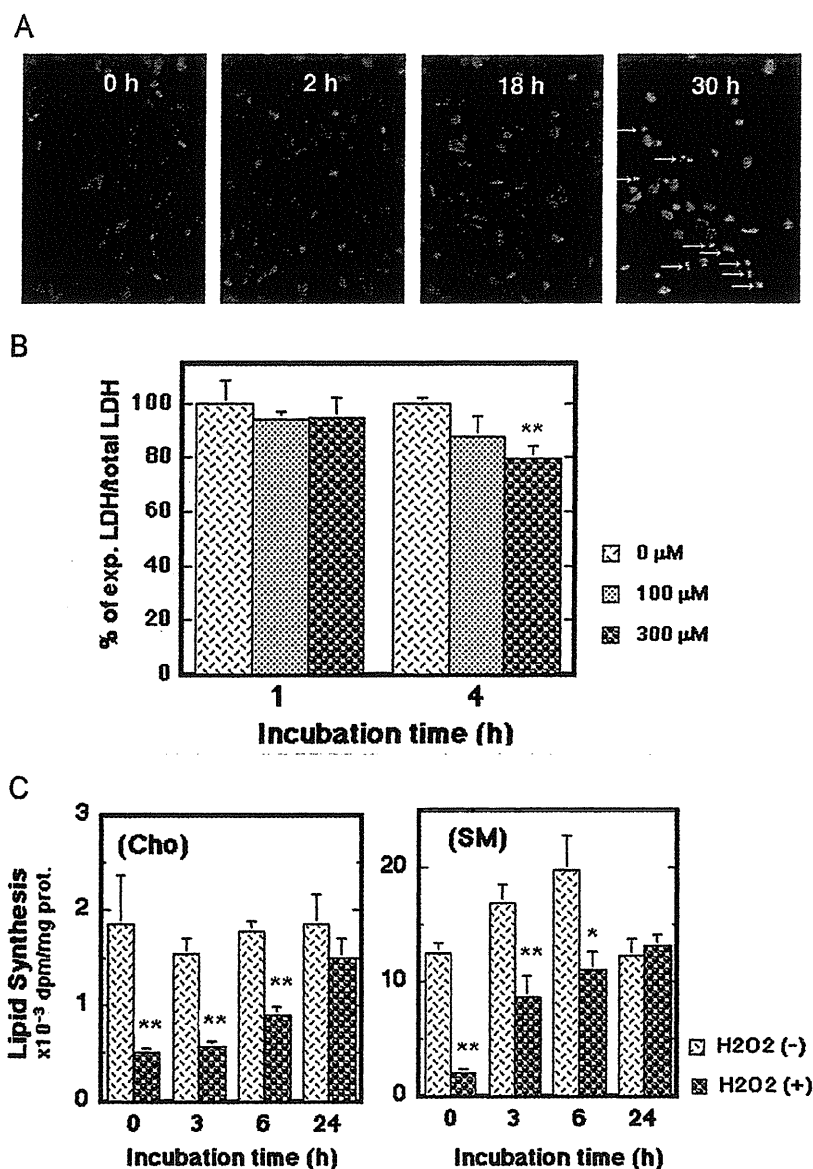 A
0 h
2 h
18 h
30 h
B
% of exp. LDH/total LDH
100
80
60
40
20
0
**
1
4
Incubation time (h)
0 µM
100 µM
300 µM
C
Lipid Synthesis
x10⁻³ dpm/mg prot.
3
2
1
0
(Cho)
**
**
**
0 3 6 24
Incubation time (h)
20
10
0
(SM)
**
**
*
0 3 6 24
Incubation time (h)
H2O2 (-)
H2O2 (+)